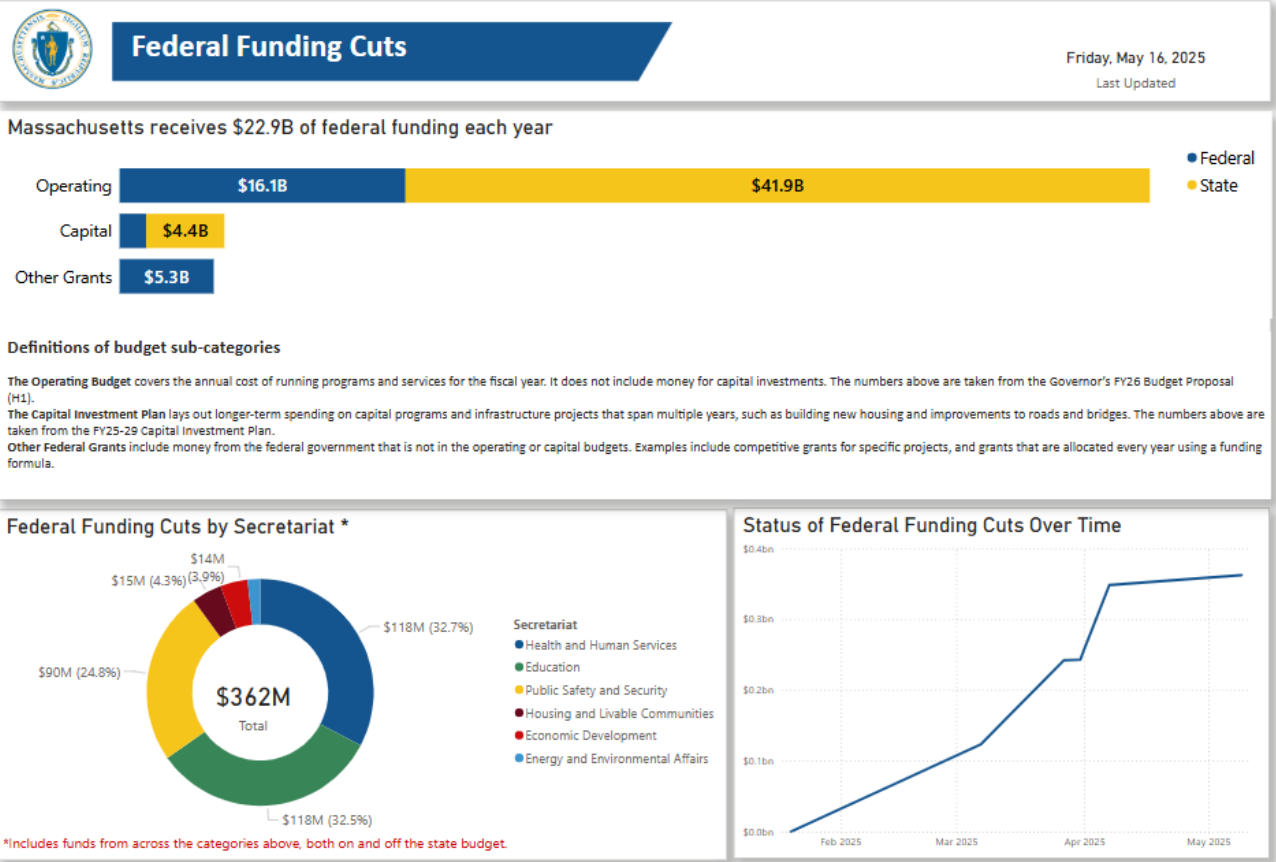 Federal Funding Cuts
Friday, May 16, 2025
Last Updated
Massachusetts receives $22.9B of federal funding each year
Federal
State
Operating
$16.1B
$41.9B
Capital
$4.4B
Other Grants
$5.3B
Definitions of budget sub-categories
The Operating Budget covers the annual cost of running programs and services for the fiscal year. It does not include money for capital investments. The numbers above are taken from the Governor's FY26 Budget Proposal
(H1).
The Capital Investment Plan lays out longer-term spending on capital programs and infrastructure projects that span multiple years, such as building new housing and improvements to roads and bridges. The numbers above are
taken from the FY25-29 Capital Investment Plan.
Other Federal Grants include money from the federal government that is not in the operating or capital budgets. Examples include competitive grants for specific projects, and grants that are allocated every year using a funding
formula.
Federal Funding Cuts by Secretariat *
$14M
(3.9%)
$15M (4.3%)
$118M (32.7%)
$90M (24.8%)
$362M
Total
$118M (32.5%)
Secretariat
Health and Human Services
Education
Public Safety and Security
Housing and Livable Communities
Economic Development
Energy and Environmental Affairs
*Includes funds from across the categories above, both on and off the state budget.
Status of Federal Funding Cuts Over Time
$0.4bn
$0.3bn
$0.2bn
$0.1bn
$0.0bn
Feb 2025
Mar 2025
Apr 2025
May 2025